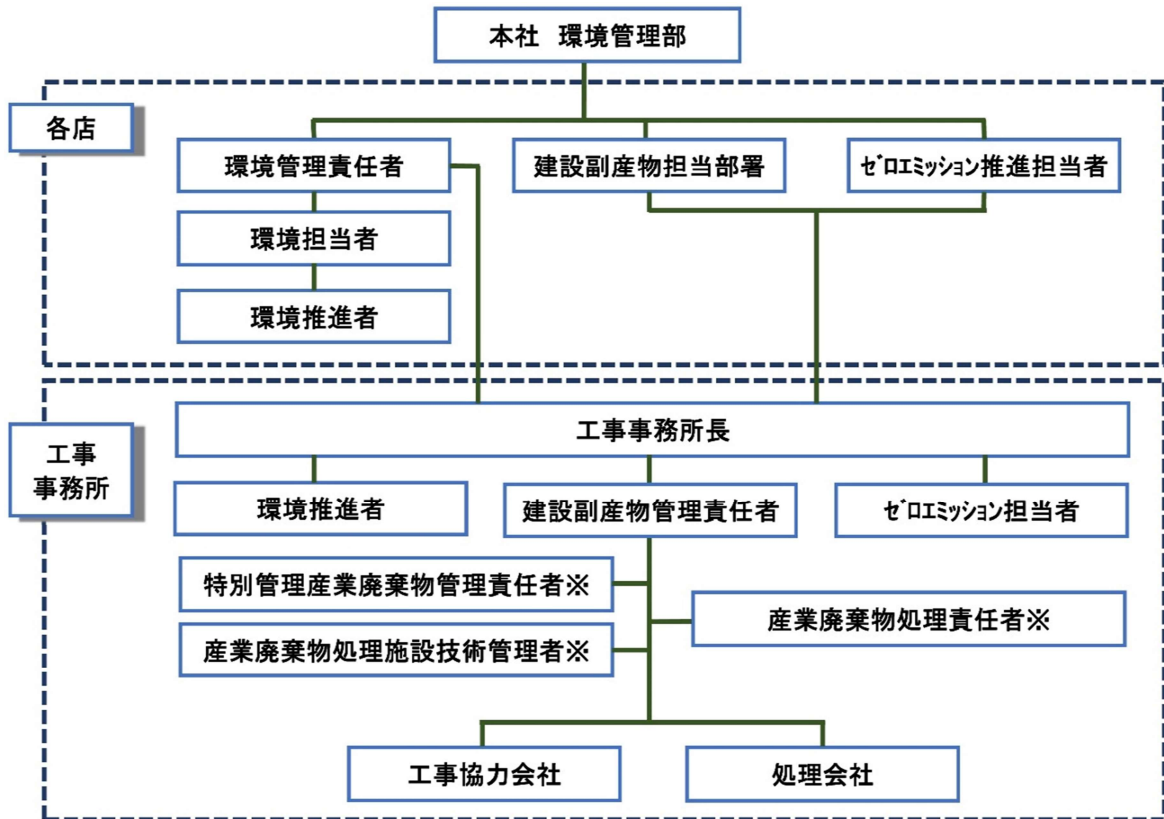 本社 環境管理部
各店
環境管理責任者
建設副産物担当部署
ｾﾞﾛｴﾐｯｼｮﾝ推進担当者
環境担当者
環境推進者
工事
事務所
工事事務所長
環境推進者
建設副産物管理責任者
ｾﾞﾛｴﾐｯｼｮﾝ担当者
特別管理産業廃棄物管理責任者※
産業廃棄物処理責任者※
産業廃棄物処理施設技術管理者※
工事協力会社
処理会社